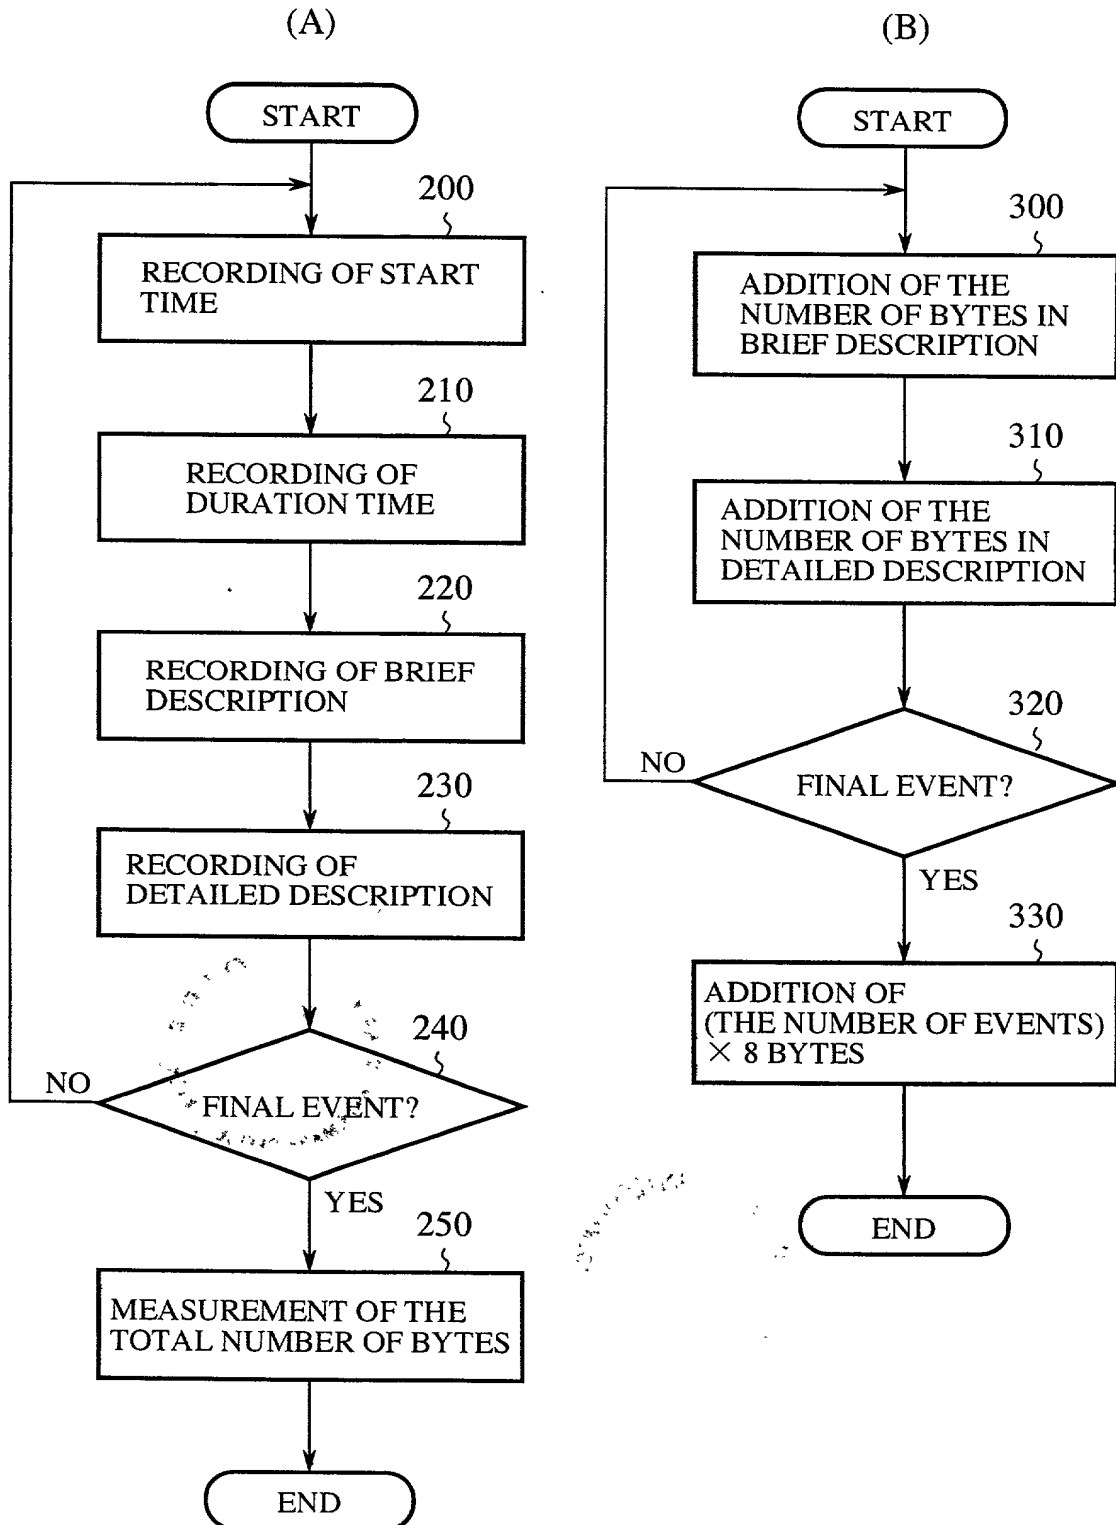 (A)
START
200
RECORDING OF START
TIME
210
RECORDING OF
DURATION TIME
220
RECORDING OF BRIEF
DESCRIPTION
230
RECORDING OF
DETAILED DESCRIPTION
240
NO
FINAL EVENT?
YES
250
MEASUREMENT OF THE
TOTAL NUMBER OF BYTES
END
(B)
START
300
ADDITION OF THE
NUMBER OF BYTES IN
BRIEF DESCRIPTION
310
ADDITION OF THE
NUMBER OF BYTES IN
DETAILED DESCRIPTION
320
NO
FINAL EVENT?
YES
330
ADDITION OF
(THE NUMBER OF EVENTS)
× 8 BYTES
END